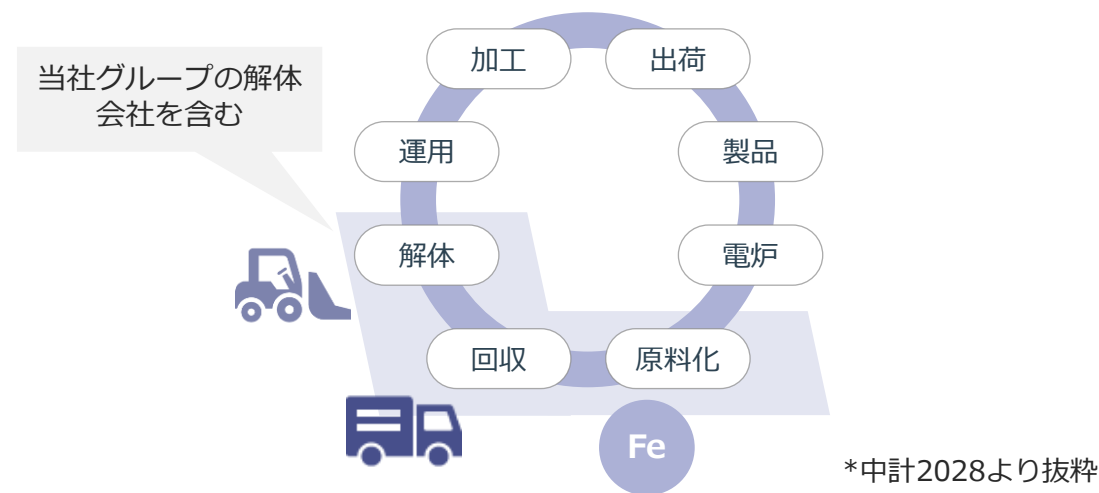 加工
出荷
当社グループの解体
会社を含む
運用
製品
解体
電炉
回収
原料化
Fe
*中計2028より抜粋